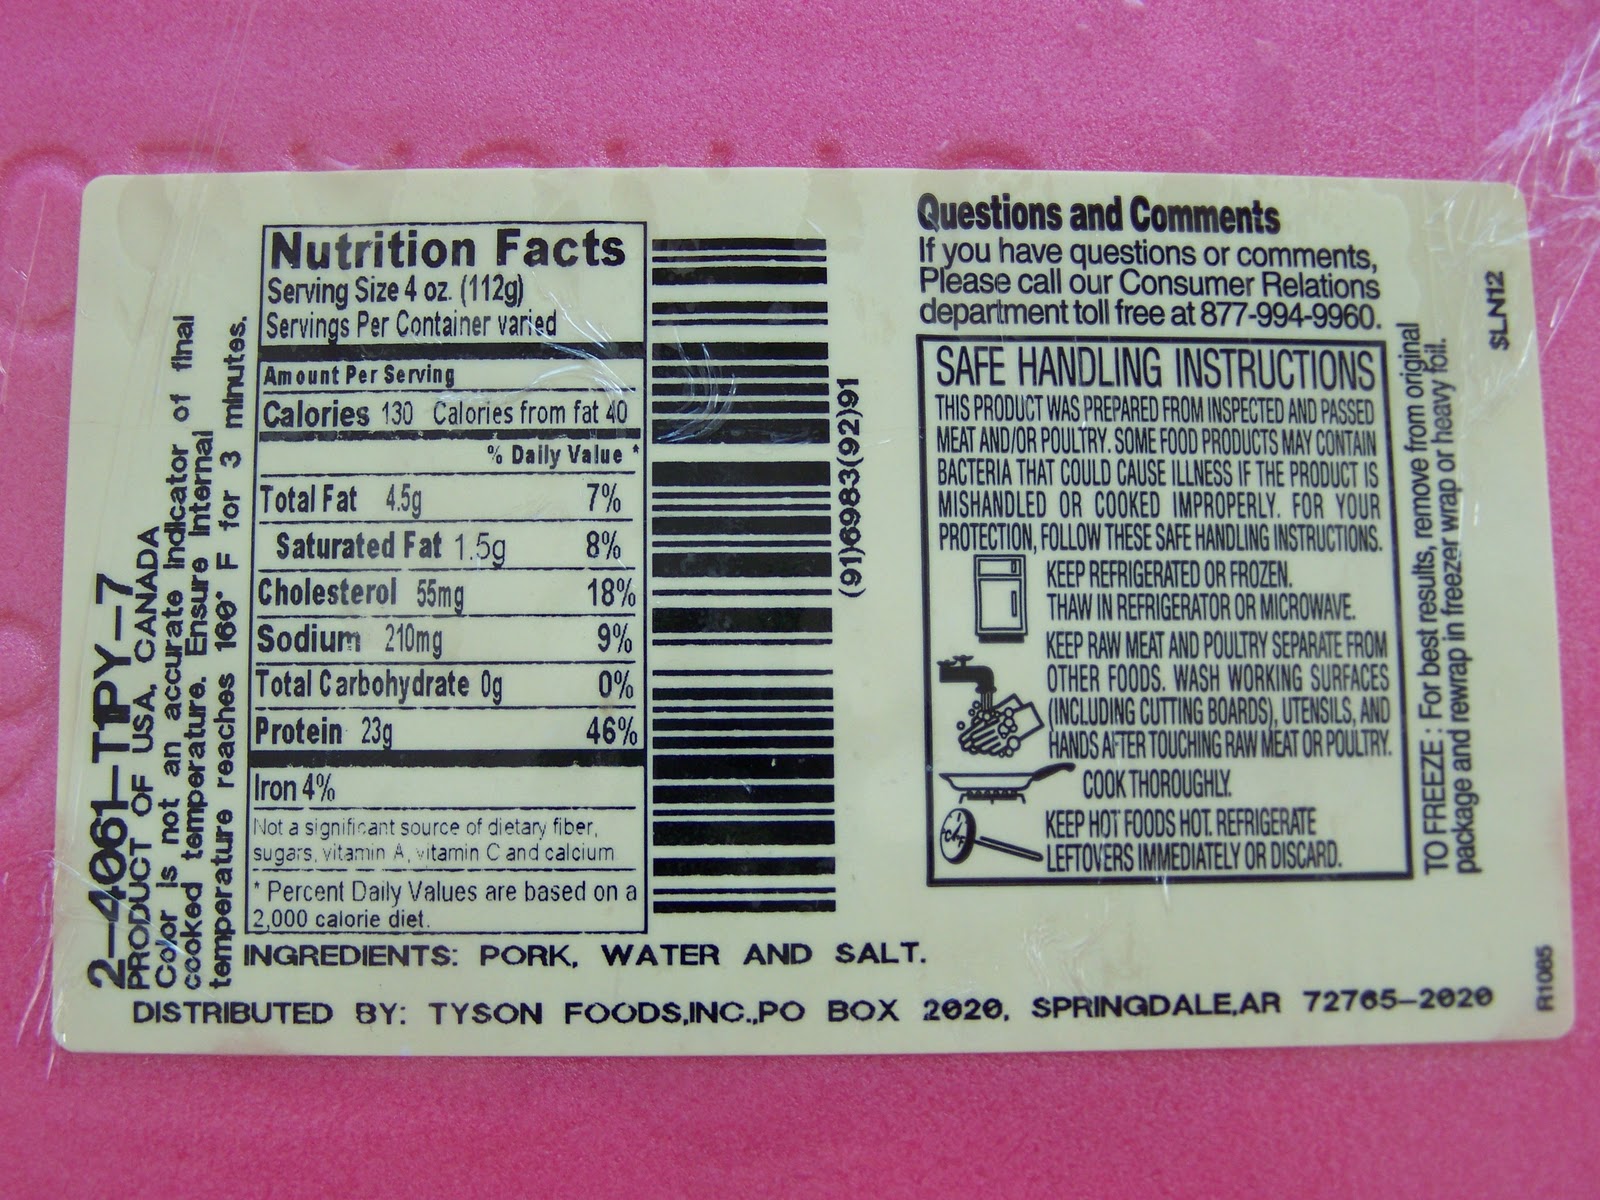 2-4061-T1PY-7
PRODUCT OF USA, CANADA
Color is not an accurate indicator of final
cooked temperature. Ensure Internal
temperature reaches 160° F for 3 minutes.
Nutrition Facts
Serving Size 4 oz. (112g)
Servings Per Container varied
Amount Per Serving
Calories 130 Calories from fat 40
% Daily Value *
Total Fat 4.5g 7%
Saturated Fat 1.5g 8%
Cholesterol 55mg 18%
Sodium 210mg 9%
Total Carbohydrate 0g 0%
Protein 23g 46%
Iron 4%
Not a significant source of dietary fiber,
sugars, vitamin A, vitamin C and calcium
* Percent Daily Values are based on a
2,000 calorie diet.
(91)6983(92)91
Questions and Comments
If you have questions or comments,
Please call our Consumer Relations
department toll free at 877-994-9960.
SAFE HANDLING INSTRUCTIONS
THIS PRODUCT WAS PREPARED FROM INSPECTED AND PASSED
MEAT AND/OR POULTRY. SOME FOOD PRODUCTS MAY CONTAIN
BACTERIA THAT COULD CAUSE ILLNESS IF THE PRODUCT IS
MISHANDLED OR COOKED IMPROPERLY. FOR YOUR
PROTECTION, FOLLOW THESE SAFE HANDLING INSTRUCTIONS.
KEEP REFRIGERATED OR FROZEN.
THAW IN REFRIGERATOR OR MICROWAVE.
KEEP RAW MEAT AND POULTRY SEPARATE FROM
OTHER FOODS. WASH WORKING SURFACES
(INCLUDING CUTTING BOARDS), UTENSILS, AND
HANDS AFTER TOUCHING RAW MEAT OR POULTRY.
COOK THOROUGHLY.
KEEP HOT FOODS HOT. REFRIGERATE
LEFTOVERS IMMEDIATELY OR DISCARD.
TO FREEZE: For best results, remove from original
package and rewrap in freezer wrap or heavy foil.
SLN12
R1065
INGREDIENTS: PORK, WATER AND SALT.
DISTRIBUTED BY: TYSON FOODS,INC.,PO BOX 2020, SPRINGDALE,AR 72765-2020